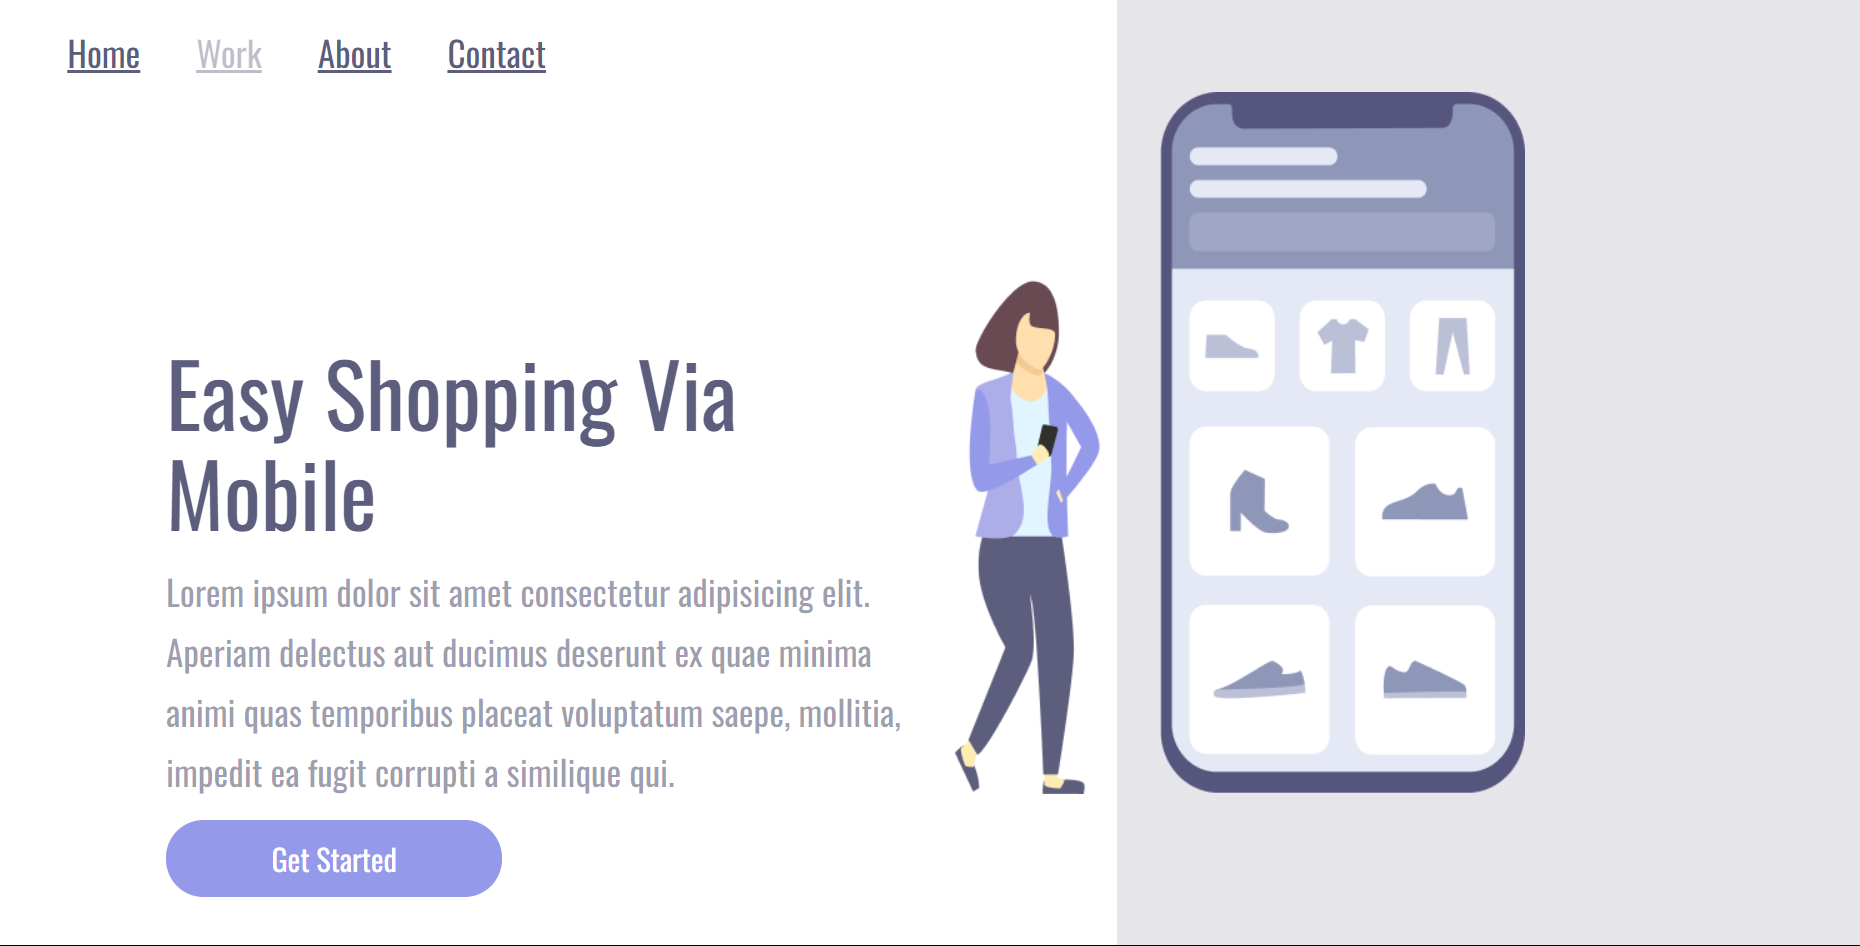 Home Work About Contact
Easy Shopping Via
Mobile
Lorem ipsum dolor sit amet consectetur adipisicing elit.
Aperiam delectus aut ducimus deserunt ex quae minima
animi quas temporibus placeat voluptatum saepe, mollitia,
impedit ea fugit corrupti a similique qui.
Get Started